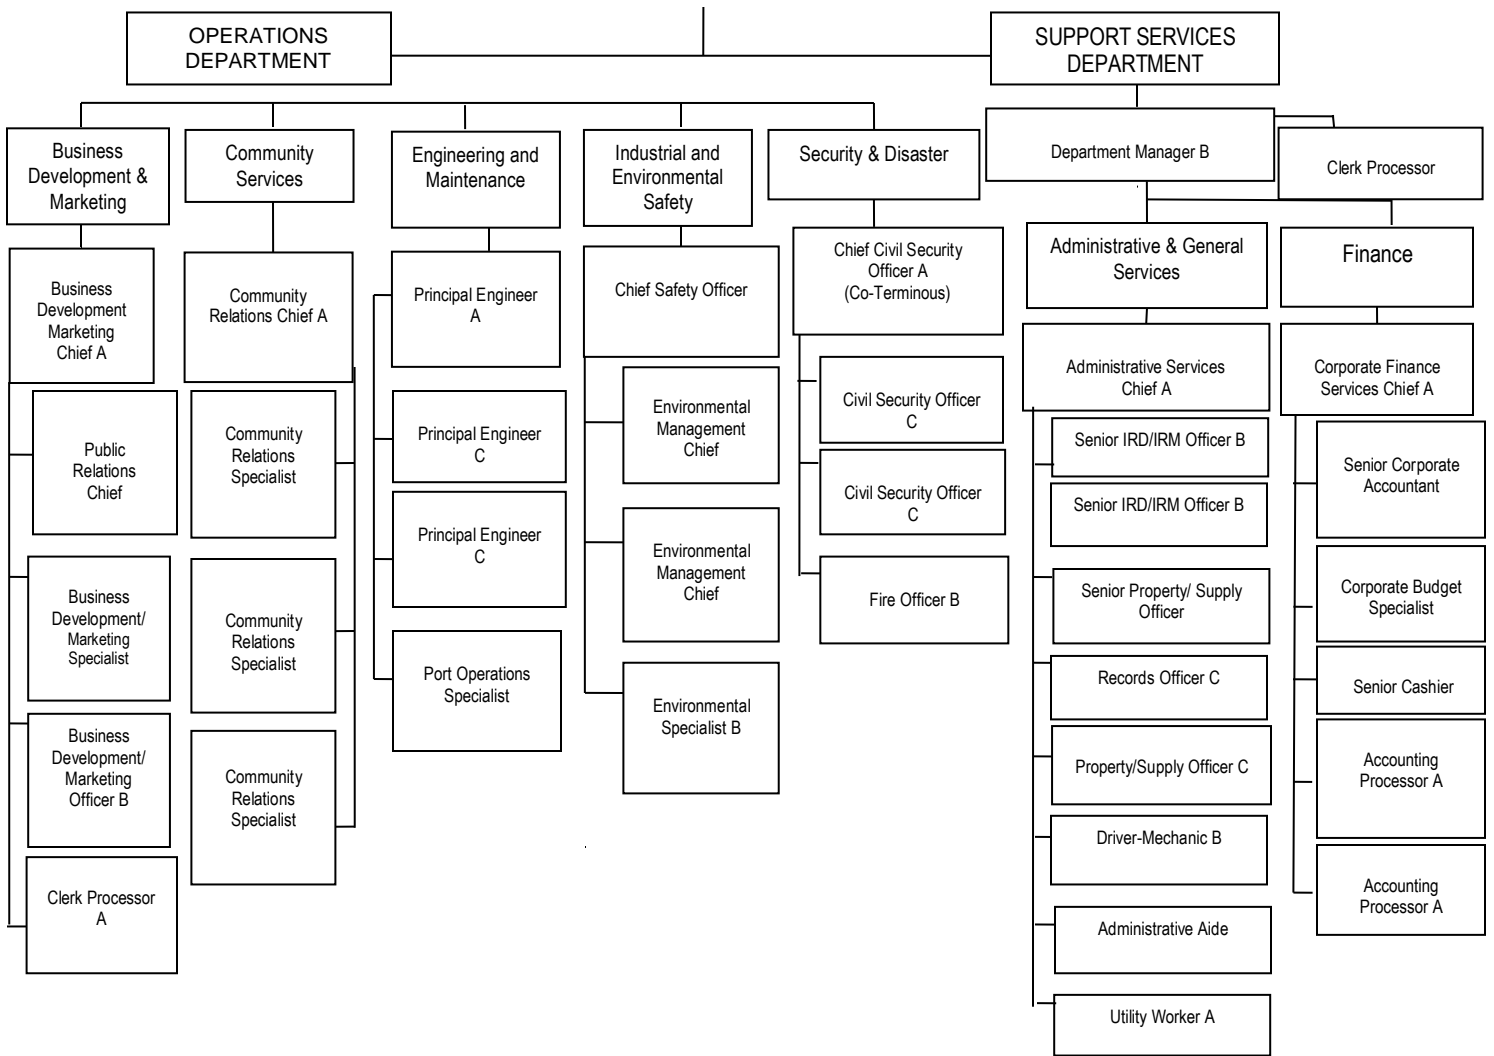 OPERATIONS
DEPARTMENT
SUPPORT SERVICES
DEPARTMENT
Business
Development &
Marketing
Community
Services
Engineering and
Maintenance
Industrial and
Environmental
Safety
Security & Disaster
Department Manager B
Clerk Processor
Business
Development
Marketing
Chief A
Public
Relations
Chief
Business
Development/
Marketing
Specialist
Business
Development/
Marketing
Officer B
Clerk Processor
A
Community
Relations Chief A
Community
Relations
Specialist
Community
Relations
Specialist
Community
Relations
Specialist
Principal Engineer
A
Principal Engineer
C
Principal Engineer
C
Port Operations
Specialist
Chief Safety Officer
Environmental
Management
Chief
Environmental
Management
Chief
Environmental
Specialist B
Chief Civil Security
Officer A
(Co-Terminous)
Civil Security Officer
C
Civil Security Officer
C
Fire Officer B
Administrative & General
Services
Administrative Services
Chief A
Senior IRD/IRM Officer B
Senior IRD/IRM Officer B
Senior Property/ Supply
Officer
Records Officer C
Property/Supply Officer C
Driver-Mechanic B
Administrative Aide
Utility Worker A
Finance
Corporate Finance
Services Chief A
Senior Corporate
Accountant
Corporate Budget
Specialist
Senior Cashier
Accounting
Processor A
Accounting
Processor A